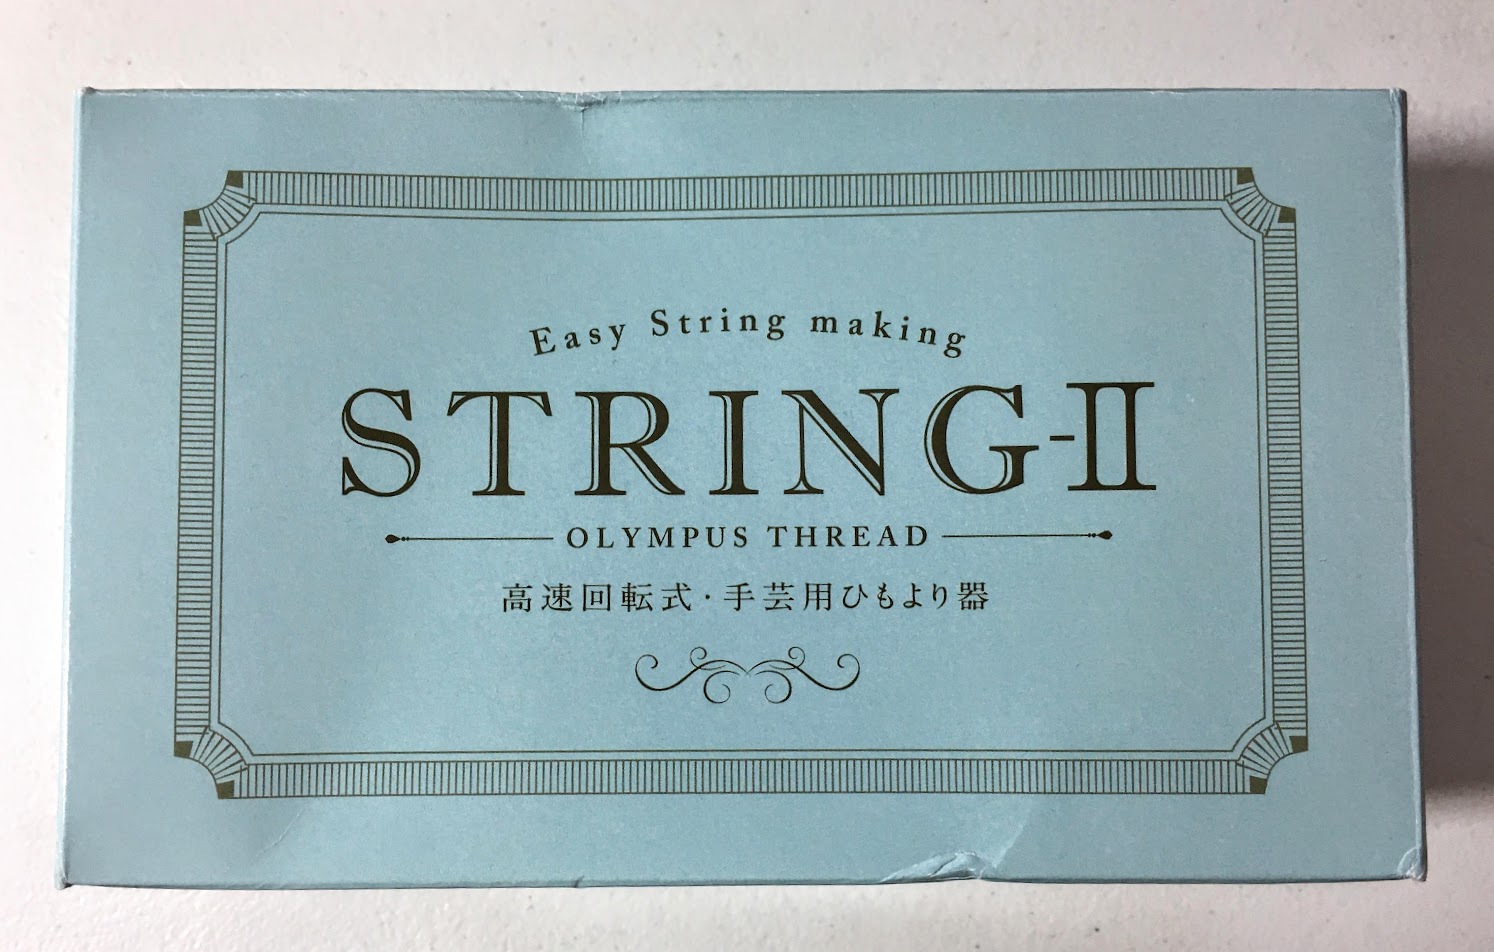 Easy String making
STRING-II
OLYMPUS THREAD
高速回転式・手芸用ひもより器